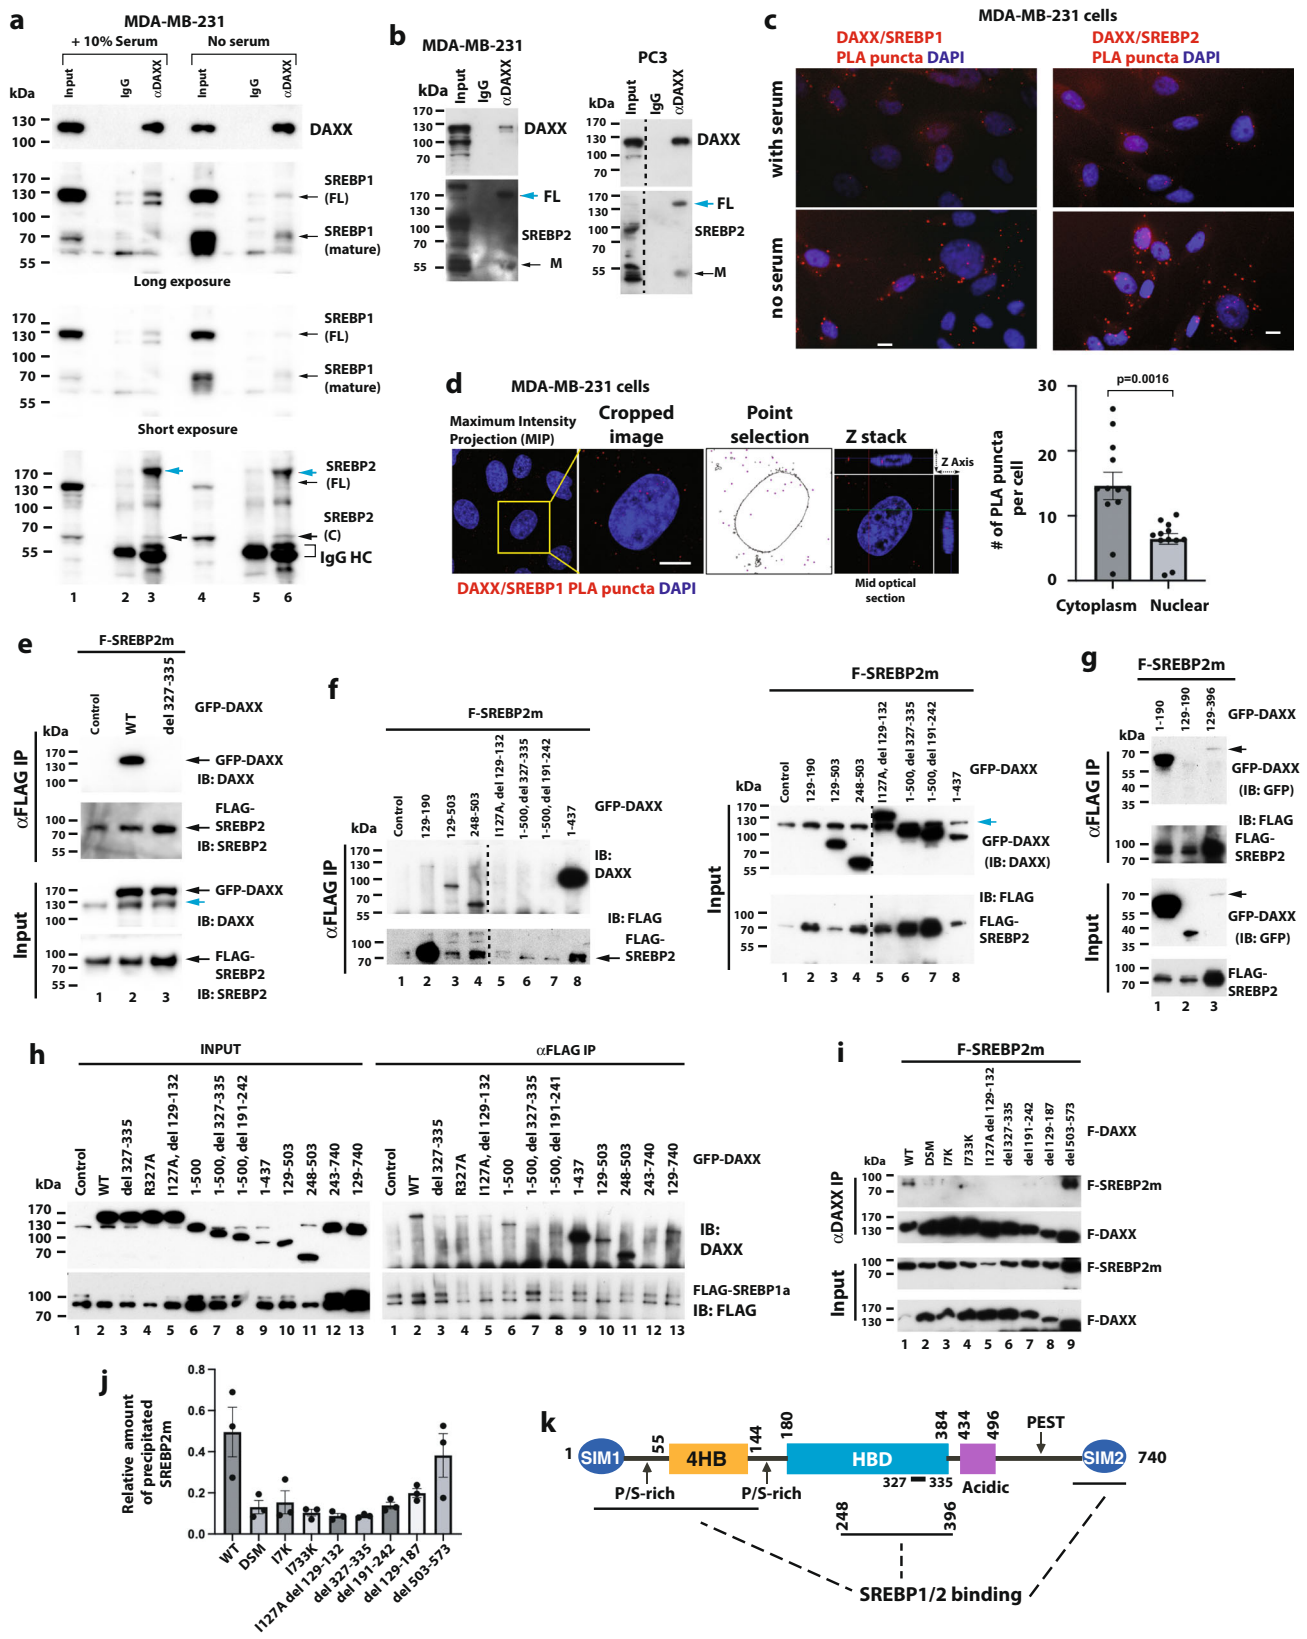 a
MDA-MB-231
+ 10% Serum
No serum
Input
IgG
αDAXX
Input
IgG
αDAXX
kDa
130
100
DAXX
170
130
100
70
55
SREBP1
(FL)
SREBP1
(mature)
Long exposure
170
130
100
70
55
SREBP1
(FL)
SREBP1
(mature)
Short exposure
170
130
100
70
55
SREBP2
(FL)
SREBP2
(C)
IgG HC
1 2 3 4 5 6
b
MDA-MB-231
Input
IgG
αDAXX
170
130
100
70
DAXX
170
130
100
70
55
FL
SREBP2
M
PC3
kDa
Input
IgG
αDAXX
170
130
100
70
DAXX
170
130
100
70
55
FL
SREBP2
M
c
MDA-MB-231 cells
DAXX/SREBP1
PLA puncta DAPI
DAXX/SREBP2
PLA puncta DAPI
with serum
no serum
d
MDA-MB-231 cells
Maximum Intensity
Projection (MIP)
Cropped
image
Point
selection
Z stack
Z Axis
Mid optical
section
DAXX/SREBP1 PLA puncta DAPI
# of PLA puncta
per cell
30
20
10
0
p=0.0016
Cytoplasm Nuclear
e
F-SREBP2m
Control
WT
del 327-335
GFP-DAXX
kDa
αFLAG IP
170
130
100
GFP-DAXX
IB: DAXX
100
70
55
FLAG-
SREBP2
IB: SREBP2
Input
170
130
100
GFP-DAXX
IB: DAXX
100
70
55
FLAG-
SREBP2
IB: SREBP2
1 2 3
f
F-SREBP2m
Control
129-190
129-503
248-503
I127A, del 129-132
1-500, del 327-335
1-500, del 191-242
1-437
GFP-DAXX
kDa
αFLAG IP
170
130
100
70
55
IB:
DAXX
IB: FLAG
100
70
FLAG-
SREBP2
1 2 3 4 5 6 7 8
F-SREBP2m
Control
129-190
129-503
248-503
I127A, del 129-132
1-500, del 327-335
1-500, del 191-242
1-437
GFP-DAXX
kDa
Input
170
130
100
70
55
GFP-DAXX
(IB: DAXX)
IB: FLAG
100
70
55
FLAG-
SREBP2
1 2 3 4 5 6 7 8
g
F-SREBP2m
1-190
129-190
129-396
GFP-DAXX
kDa
αFLAG IP
70
55
40
35
GFP-DAXX
(IB: GFP)
IB: FLAG
100
70
FLAG-
SREBP2
Input
70
55
40
35
GFP-DAXX
(IB: GFP)
100
70
FLAG-
SREBP2
1 2 3
h
INPUT
Control
WT
del 327-335
R327A
I127A, del 129-132
1-500
1-500, del 327-335
1-500, del 191-242
1-437
129-503
248-503
243-740
129-740
kDa
170
130
100
70
100
70
1 2 3 4 5 6 7 8 9 10 11 12 13
αFLAG IP
Control
WT
del 327-335
R327A
I127A, del 129-132
1-500
1-500, del 327-335
1-500, del 191-241
1-437
129-503
248-503
243-740
129-740
GFP-DAXX
IB:
DAXX
FLAG-SREBP1a
IB: FLAG
1 2 3 4 5 6 7 8 9 10 11 12 13
i
F-SREBP2m
WT
DSM
I7K
I733K
I127A del 129-132
del 327-335
del 191-242
del 129-187
del 503-573
F-DAXX
kDa
αDAXX IP
100
70
F-SREBP2m
170
130
F-DAXX
Input
100
70
F-SREBP2m
170
130
F-DAXX
1 2 3 4 5 6 7 8 9
j
Relative amount
of precipitated
SREBP2m
0.8
0.6
0.4
0.2
0.0
WT
DSM
I7K
I733K
I127A del 129-132
del 327-335
del 191-242
del 129-187
del 503-573
k
1
SIM1
55
4HB
144
180
HBD
384
434
496
Acidic
PEST
SIM2
740
P/S-rich
P/S-rich
327
335
248
396
SREBP1/2 binding